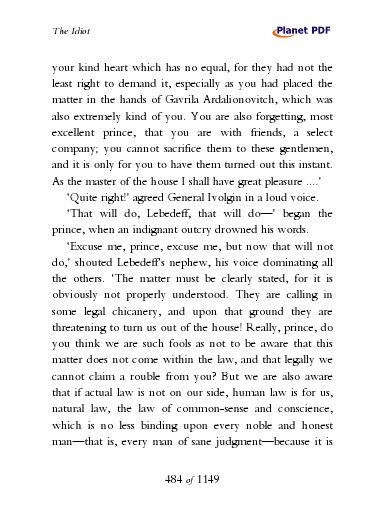 The Idiot
Planet PDF
your kind heart which has no equal, for they had not the
least right to demand it, especially as you had placed the
matter in the hands of Gavrila Ardalionovitch, which was
also extremely kind of you. You are also forgetting, most
excellent prince, that you are with friends, a select
company; you cannot sacrifice them to these gentlemen,
and it is only for you to have them turned out this instant.
As the master of the house I shall have great pleasure ....'
'Quite right!' agreed General Ivolgin in a loud voice.
'That will do, Lebedeff, that will do—' began the
prince, when an indignant outcry drowned his words.
'Excuse me, prince, excuse me, but now that will not
do,' shouted Lebedeff's nephew, his voice dominating all
the others. 'The matter must be clearly stated, for it is
obviously not properly understood. They are calling in
some legal chicanery, and upon that ground they are
threatening to turn us out of the house! Really, prince, do
you think we are such fools as not to be aware that this
matter does not come within the law, and that legally we
cannot claim a rouble from you? But we are also aware
that if actual law is not on our side, human law is for us,
natural law, the law of common-sense and conscience,
which is no less binding upon every noble and honest
man—that is, every man of sane judgment—because it is
484 of 1149